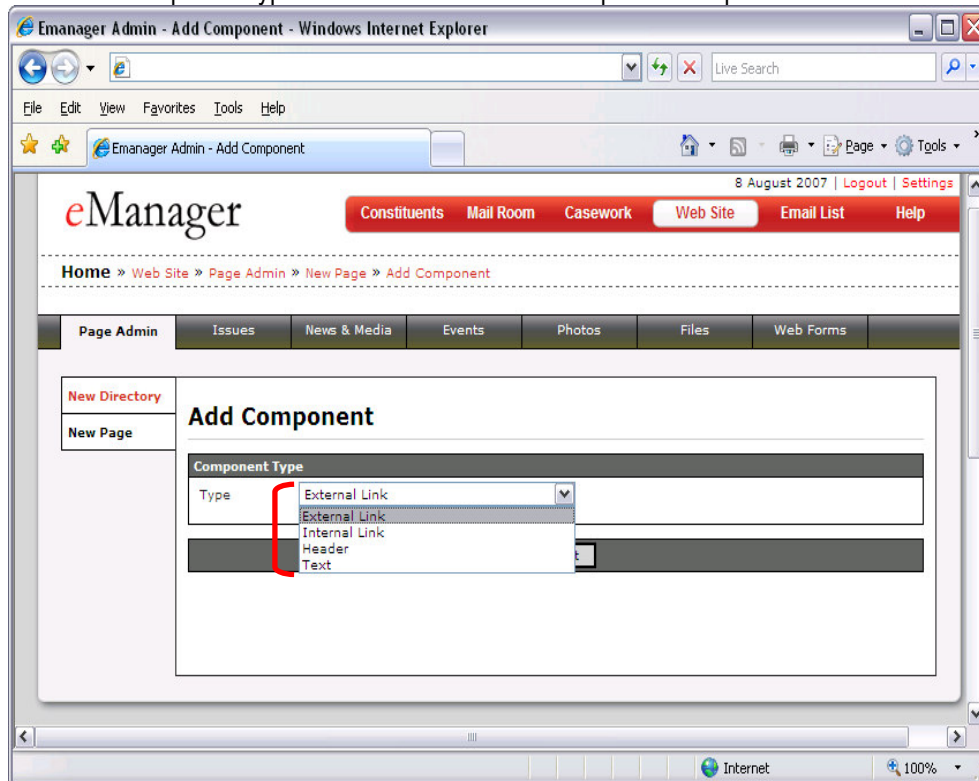 Emanager Admin - Add Component - Windows Internet Explorer
Live Search
File Edit View Favorites Tools Help
Emanager Admin - Add Component
Page Tools
8 August 2007 | Logout | Settings
eManager
Constituents Mail Room Casework Web Site Email List Help
Home » Web Site » Page Admin » New Page » Add Component
Page Admin Issues News & Media Events Photos Files Web Forms
New Directory
New Page
Add Component
Component Type
Type External Link
External Link
Internal Link
Header
Text
Internet 100%